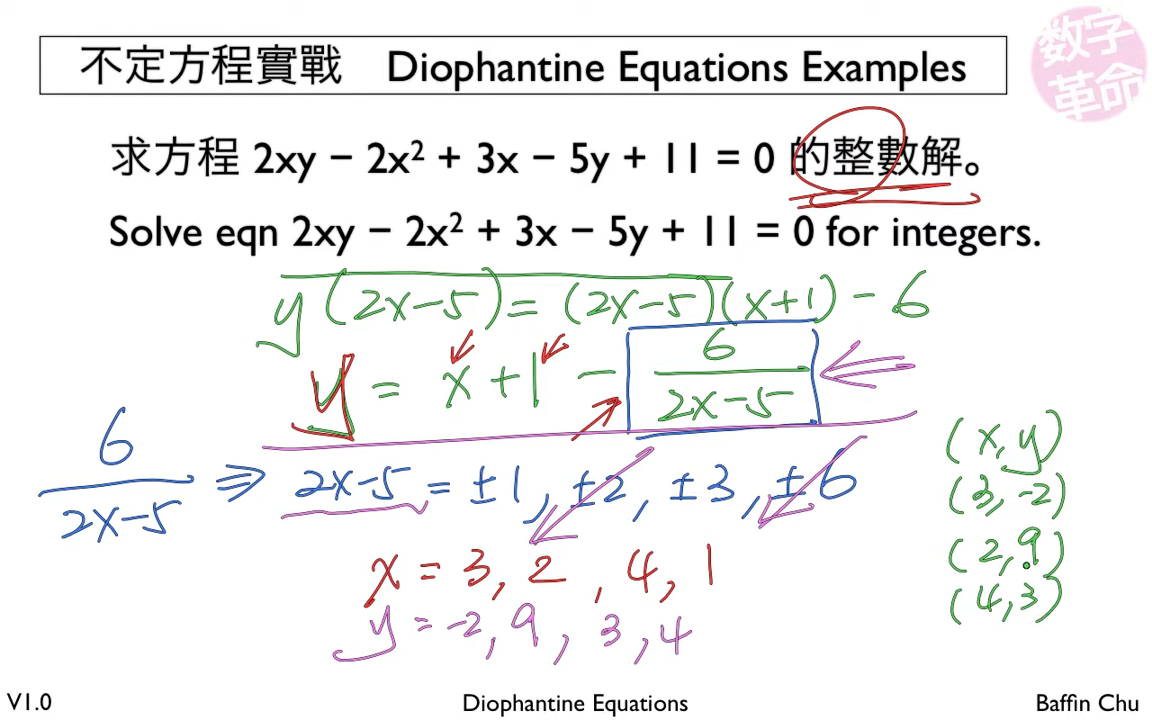 不定方程實戰 Diophantine Equations Examples
数字
革命
求方程 2xy − 2x² + 3x − 5y + 11 = 0 的整數解。
Solve eqn 2xy − 2x² + 3x − 5y + 11 = 0 for integers.
y(2x−5) = (2x−5)(x+1) − 6
y = x + 1 − 6/(2x−5)
6/(2x−5) ⇒ 2x−5 = ±1, ±2, ±3, ±6
x = 3, 2, 4, 1
y = −2, 9, 3, 4
(x, y)
(3, −2)
(2, 9)
(4, 3)
V1.0 Diophantine Equations Baffin Chu